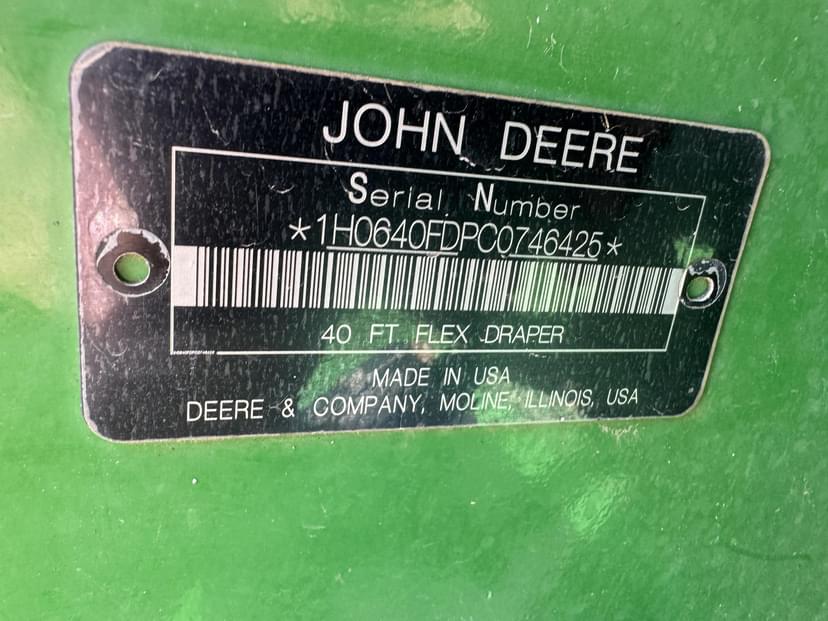 JOHN DEERE
Serial Number
*1H0640FDPC0746425*
40 FT FLEX DRAPER
MADE IN USA
DEERE & COMPANY, MOLINE, ILLINOIS, USA